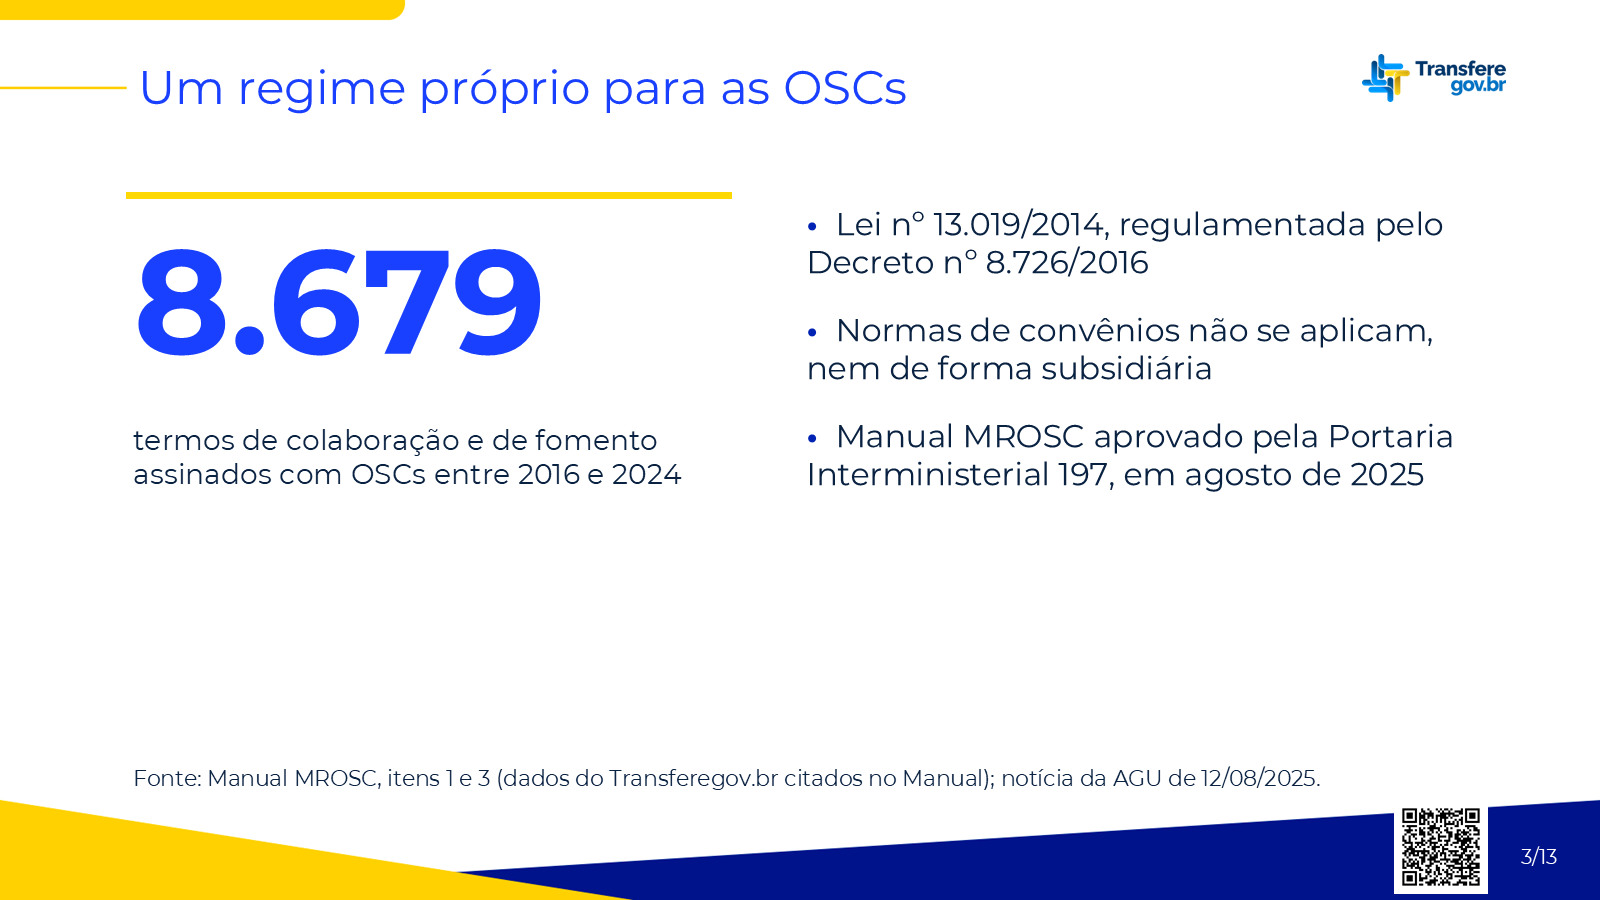 Um regime próprio para as OSCs
Transfere
gov.br
8.679
termos de colaboração e de fomento
assinados com OSCs entre 2016 e 2024
• Lei nº 13.019/2014, regulamentada pelo
Decreto nº 8.726/2016
• Normas de convênios não se aplicam,
nem de forma subsidiária
• Manual MROSC aprovado pela Portaria
Interministerial 197, em agosto de 2025
Fonte: Manual MROSC, itens 1 e 3 (dados do Transferegov.br citados no Manual); notícia da AGU de 12/08/2025.
3/13